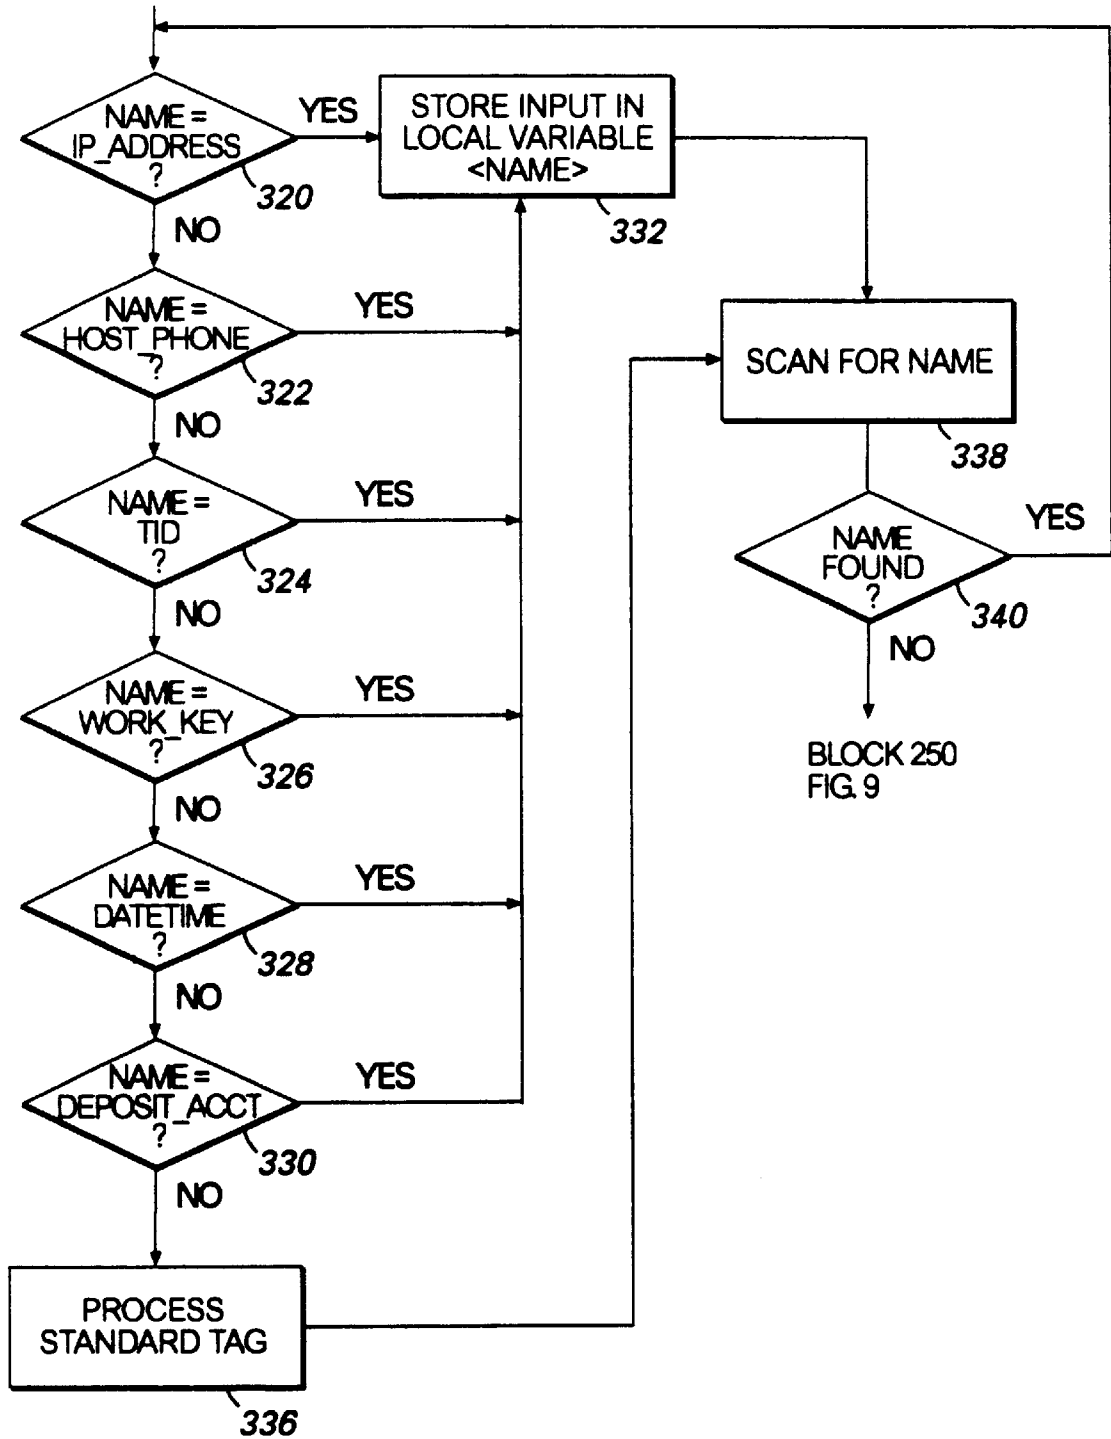 NAME =
IP_ADDRESS
?
320
YES
NO
STORE INPUT IN
LOCAL VARIABLE
<NAME>
332
NAME =
HOST_PHONE
?
322
YES
NO
SCAN FOR NAME
338
NAME =
TID
?
324
YES
NO
NAME
FOUND
?
340
YES
NO
BLOCK 250
FIG. 9
NAME =
WORK_KEY
?
326
YES
NO
NAME =
DATETIME
?
328
YES
NO
NAME =
DEPOSIT_ACCT
?
330
YES
NO
PROCESS
STANDARD TAG
336